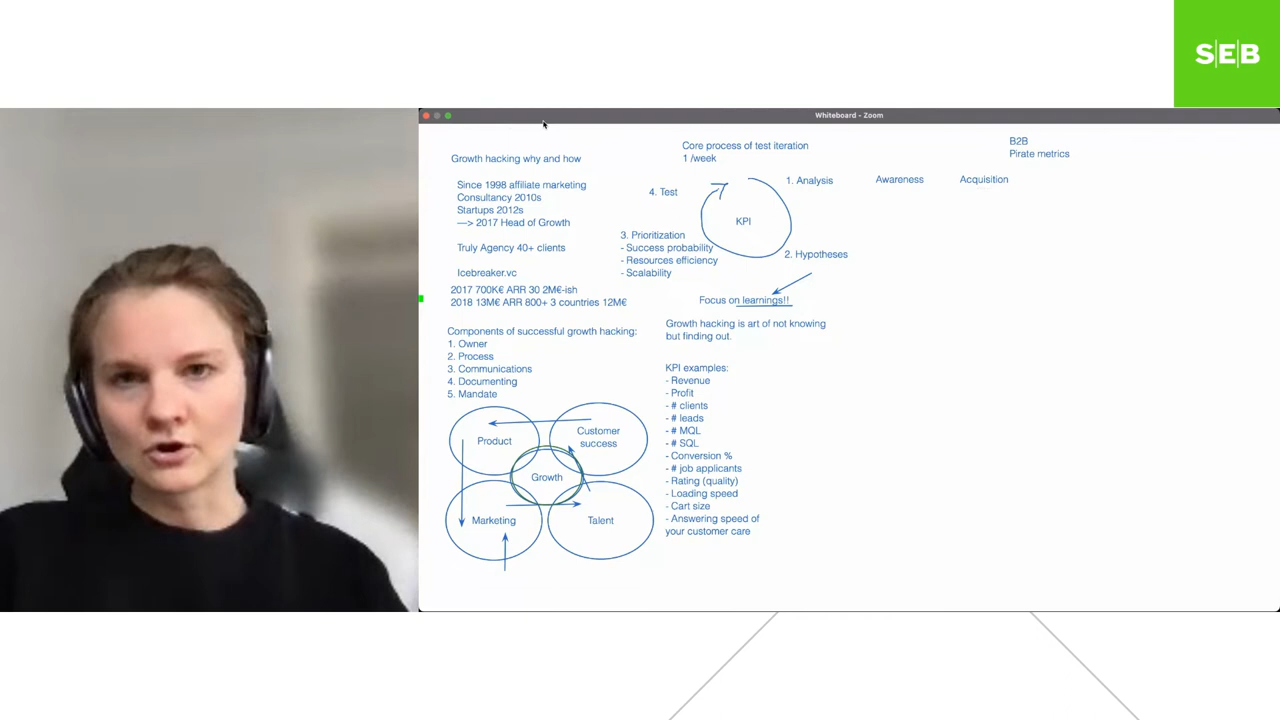 S|E|B
Whiteboard - Zoom
Growth hacking why and how
Since 1998 affiliate marketing
Consultancy 2010s
Startups 2012s
—> 2017 Head of Growth
Truly Agency 40+ clients
Icebreaker.vc
2017 700K€ ARR 30 2M€-ish
2018 13M€ ARR 800+ 3 countries 12M€
Components of successful growth hacking:
1. Owner
2. Process
3. Communications
4. Documenting
5. Mandate
Product
Customer
success
Growth
Marketing
Talent
Core process of test iteration
1 /week
1. Analysis
4. Test
KPI
3. Prioritization
- Success probability
- Resources efficiency
- Scalability
2. Hypotheses
Focus on learnings!!
Growth hacking is art of not knowing
but finding out.
KPI examples:
- Revenue
- Profit
- # clients
- # leads
- # MQL
- # SQL
- Conversion %
- # job applicants
- Rating (quality)
- Loading speed
- Cart size
- Answering speed of
your customer care
B2B
Pirate metrics
Awareness
Acquisition